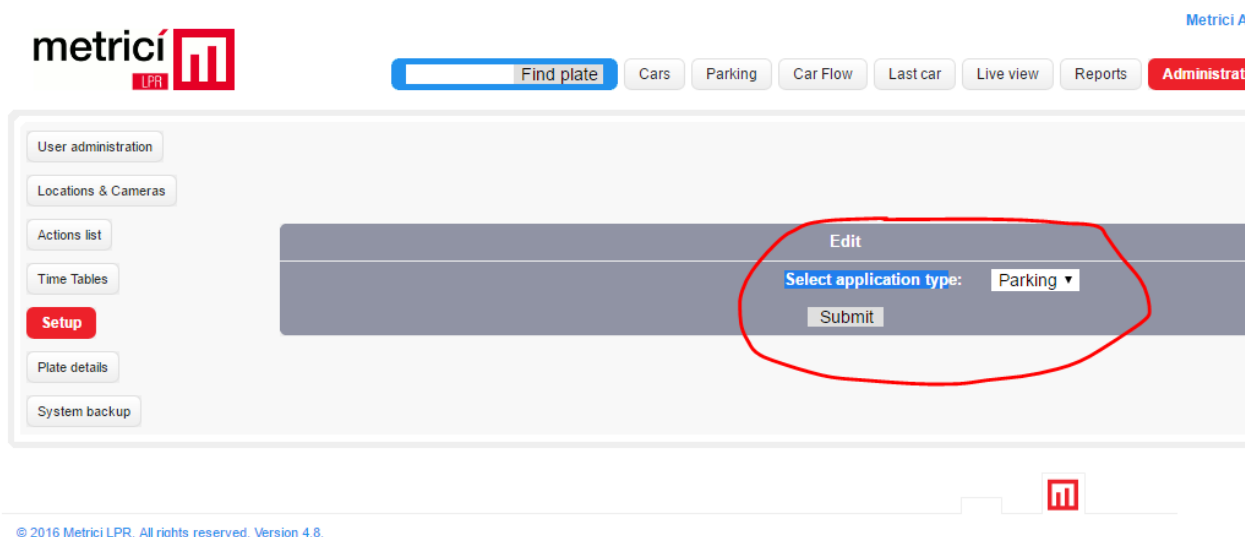 Metrici A
metricí
LPR
Find plate
Cars
Parking
Car Flow
Last car
Live view
Reports
Administrat
User administration
Locations & Cameras
Actions list
Time Tables
Setup
Plate details
System backup
Edit
Select application type:
Parking
Submit
© 2016 Metrici LPR. All rights reserved. Version 4.8.